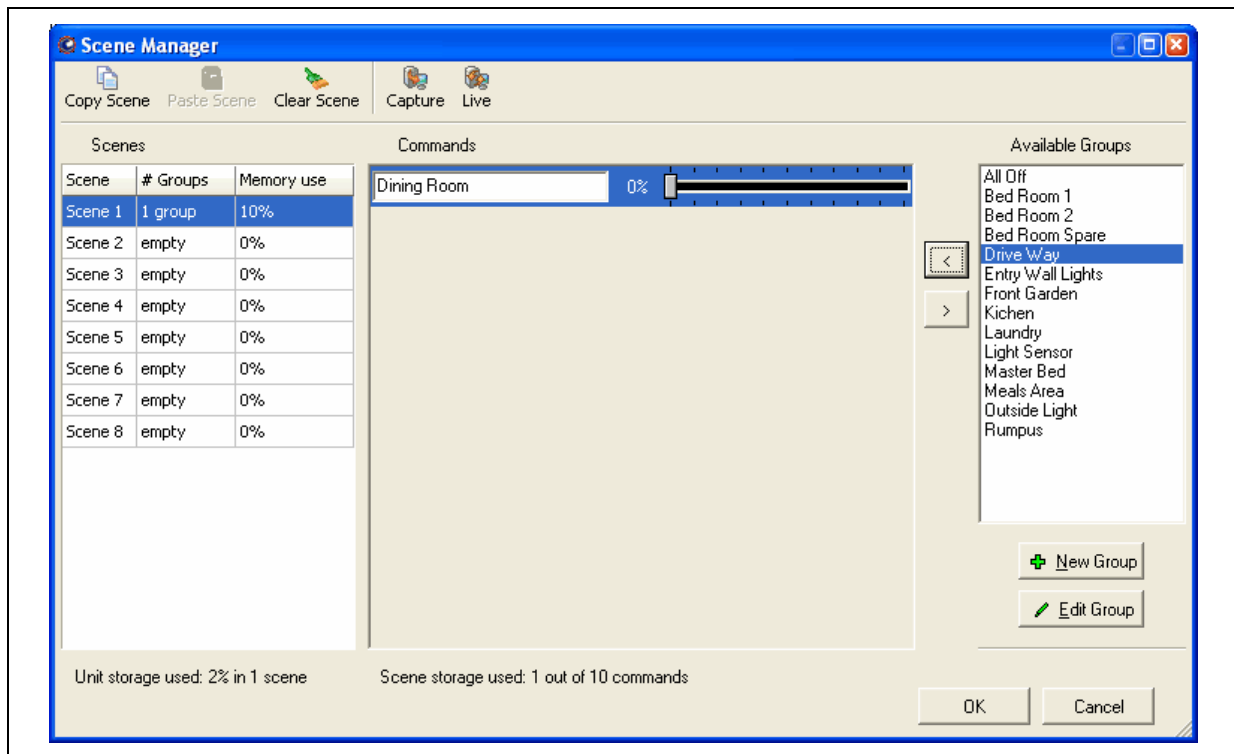 Scene Manager
Copy Scene Paste Scene Clear Scene Capture Live
Scenes Commands Available Groups
Scene # Groups Memory use
Scene 1 1 group 10%
Scene 2 empty 0%
Scene 3 empty 0%
Scene 4 empty 0%
Scene 5 empty 0%
Scene 6 empty 0%
Scene 7 empty 0%
Scene 8 empty 0%
Dining Room 0%
<
>
All Off
Bed Room 1
Bed Room 2
Bed Room Spare
Drive Way
Entry Wall Lights
Front Garden
Kichen
Laundry
Light Sensor
Master Bed
Meals Area
Outside Light
Rumpus
New Group
Edit Group
Unit storage used: 2% in 1 scene Scene storage used: 1 out of 10 commands
OK Cancel